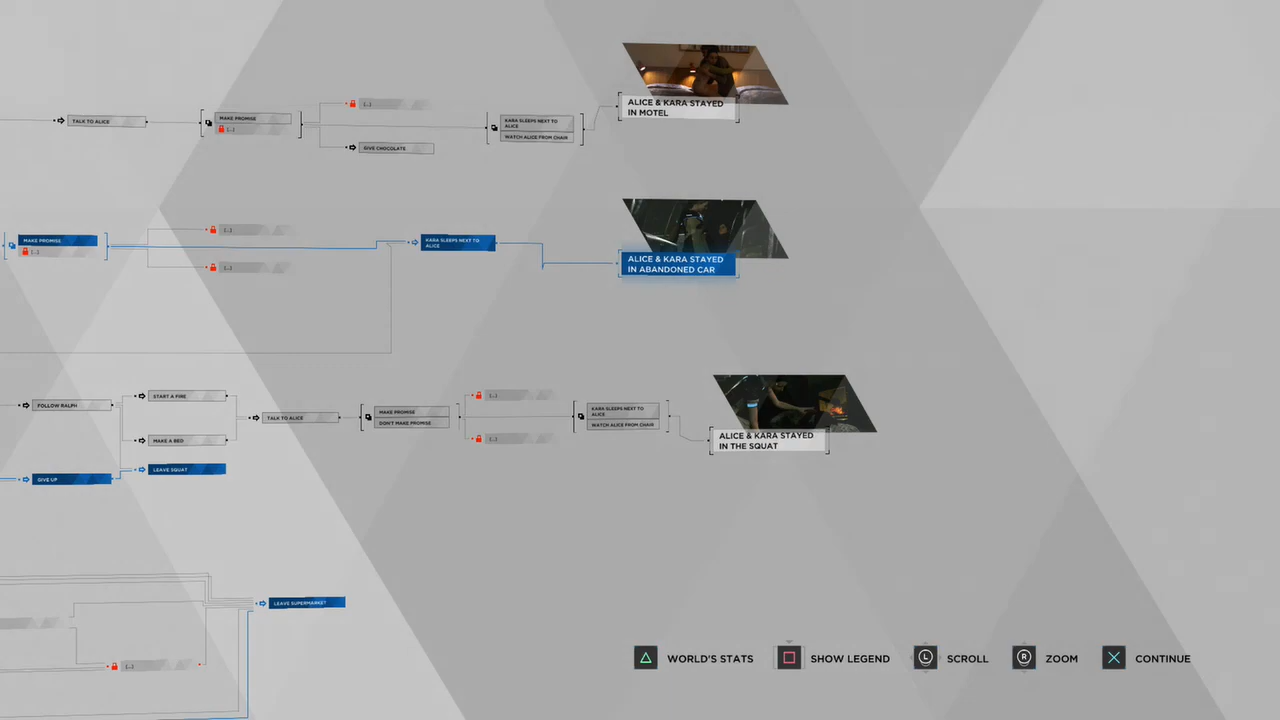 ALICE & KARA STAYED
IN MOTEL
TALK TO ALICE
MAKE PROMISE
[...]
[...]
GIVE CHOCOLATE
KARA SLEEPS NEXT TO
ALICE
WATCH ALICE FROM CHAIR
MAKE PROMISE
[...]
[...]
[...]
KARA SLEEPS NEXT TO
ALICE
ALICE & KARA STAYED
IN ABANDONED CAR
FOLLOW RALPH
START A FIRE
MAKE A BED
TALK TO ALICE
MAKE PROMISE
DON'T MAKE PROMISE
[...]
[...]
KARA SLEEPS NEXT TO
ALICE
WATCH ALICE FROM CHAIR
ALICE & KARA STAYED
IN THE SQUAT
GIVE UP
LEAVE SQUAT
LEAVE SUPERMARKET
[...]
WORLD'S STATS
SHOW LEGEND
L
SCROLL
R
ZOOM
CONTINUE